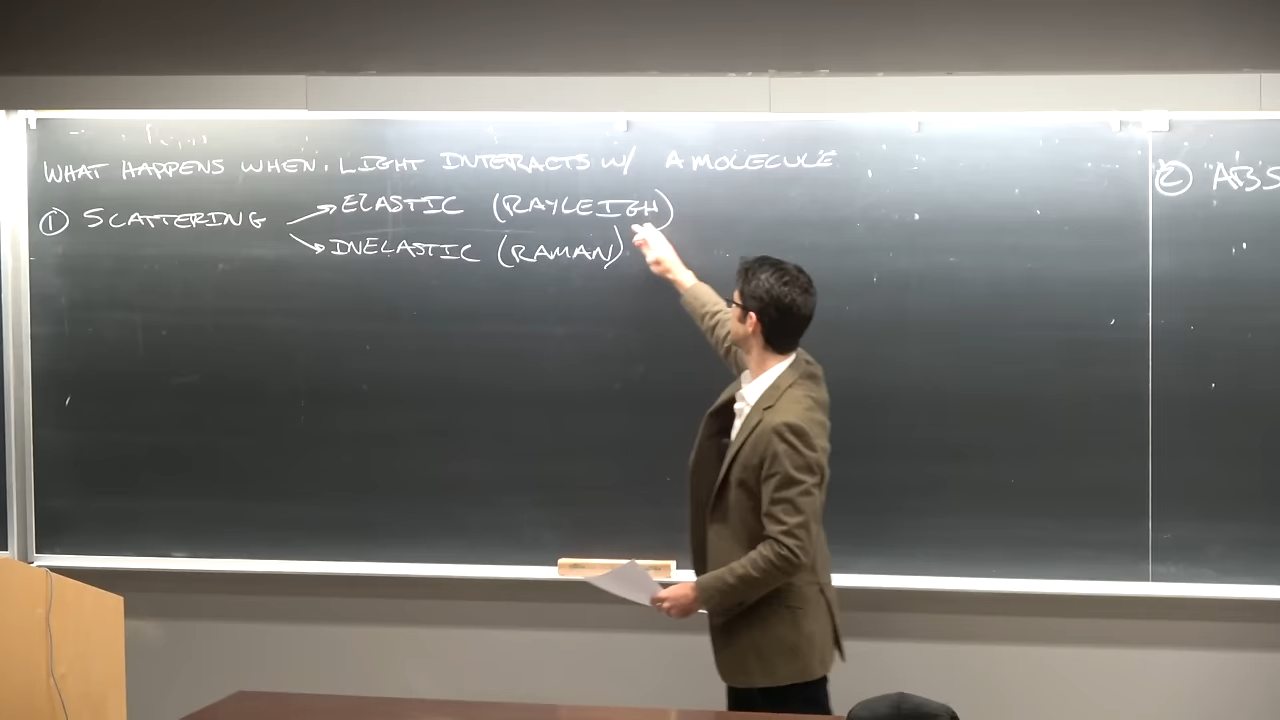 WHAT HAPPENS WHEN LIGHT INTERACTS W/ A MOLECULE
① SCATTERING
ELASTIC (RAYLEIGH)
INELASTIC (RAMAN)
② "ABS